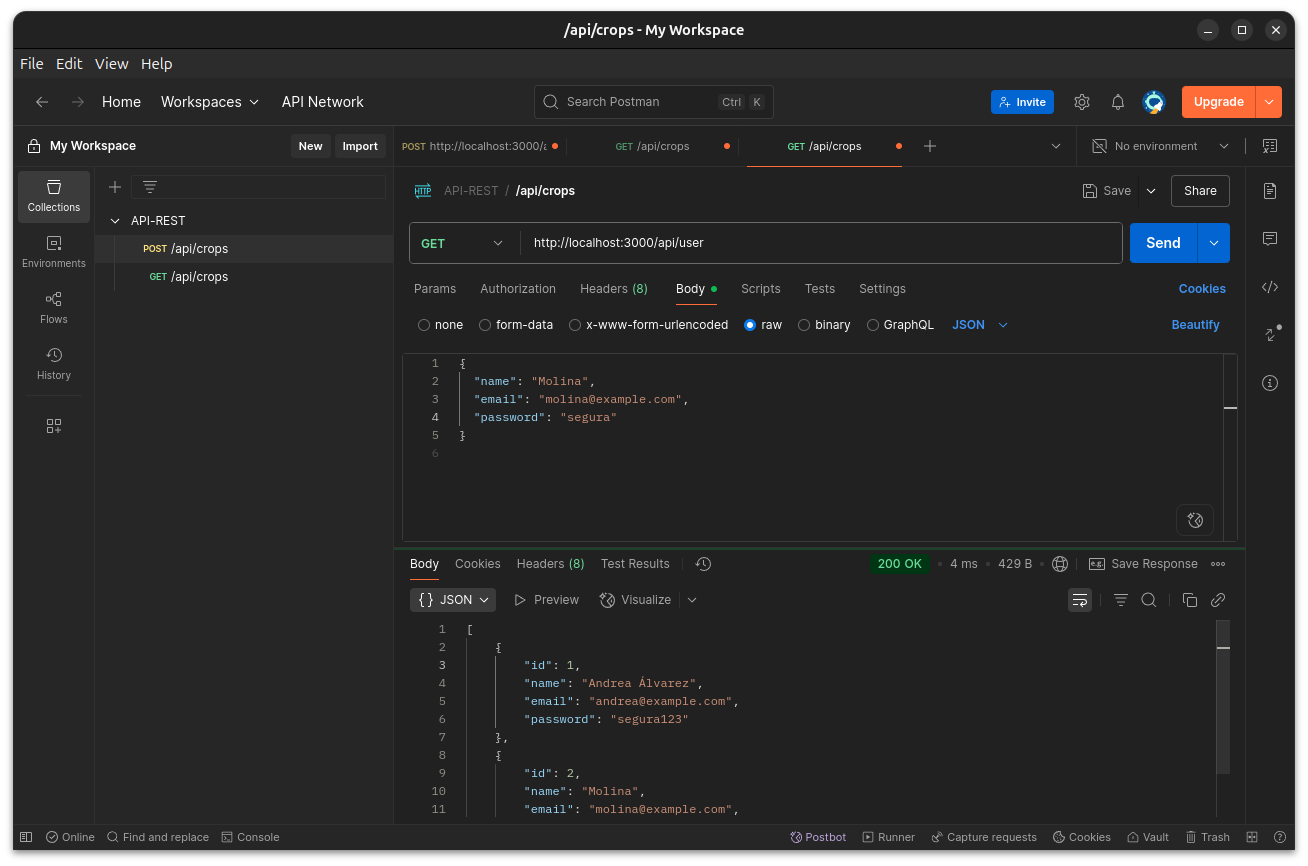 /api/crops - My Workspace
File Edit View Help
Home Workspaces API Network Search Postman Ctrl K Invite Upgrade
My Workspace New Import POST http://localhost:3000/a GET /api/crops GET /api/crops No environment
Collections
Environments
Flows
History
API-REST
POST /api/crops
GET /api/crops
HTTP API-REST / /api/crops Save Share
GET http://localhost:3000/api/user Send
Params Authorization Headers (8) Body Scripts Tests Settings Cookies
none form-data x-www-form-urlencoded raw binary GraphQL JSON Beautify
1 {
2 "name": "Molina",
3 "email": "molina@example.com",
4 "password": "segura"
5 }
6
Body Cookies Headers (8) Test Results 200 OK • 4 ms • 429 B • e.g. Save Response
{} JSON Preview Visualize
1 [
2 {
3 "id": 1,
4 "name": "Andrea Álvarez",
5 "email": "andrea@example.com",
6 "password": "segura123"
7 },
8 {
9 "id": 2,
10 "name": "Molina",
11 "email": "molina@example.com",
Online Find and replace Console Postbot Runner Capture requests Cookies Vault Trash